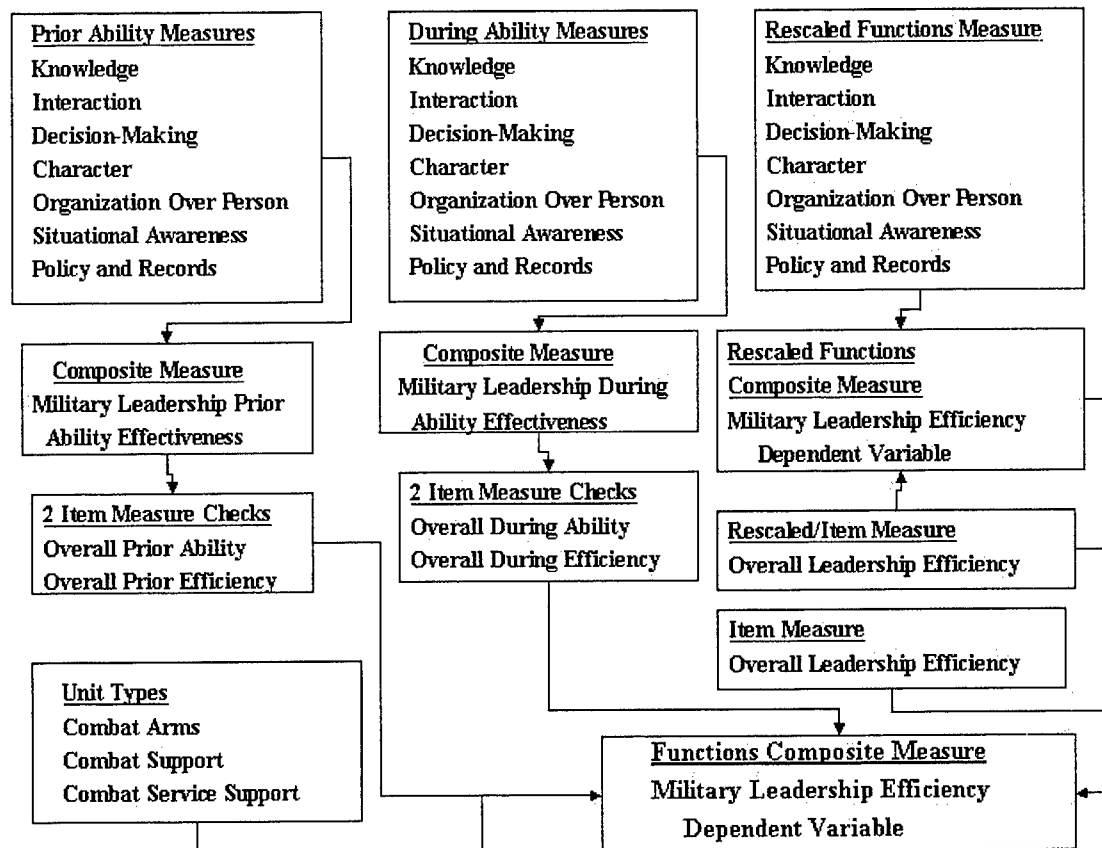 Prior Ability Measures
Knowledge
Interaction
Decision-Making
Character
Organization Over Person
Situational Awareness
Policy and Records
During Ability Measures
Knowledge
Interaction
Decision-Making
Character
Organization Over Person
Situational Awareness
Policy and Records
Rescaled Functions Measure
Knowledge
Interaction
Decision-Making
Character
Organization Over Person
Situational Awareness
Policy and Records
Composite Measure
Military Leadership Prior
Ability Effectiveness
Composite Measure
Military Leadership During
Ability Effectiveness
Rescaled Functions
Composite Measure
Military Leadership Efficiency
Dependent Variable
2 Item Measure Checks
Overall Prior Ability
Overall Prior Efficiency
2 Item Measure Checks
Overall During Ability
Overall During Efficiency
Rescaled/Item Measure
Overall Leadership Efficiency
Item Measure
Overall Leadership Efficiency
Unit Types
Combat Arms
Combat Support
Combat Service Support
Functions Composite Measure
Military Leadership Efficiency
Dependent Variable